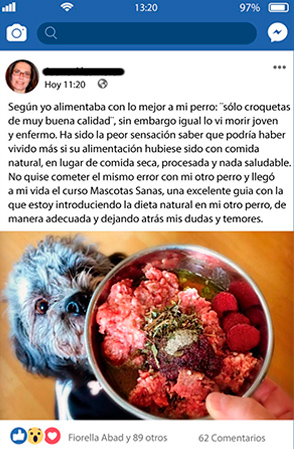 13:20
97%
Hoy 11:20
Según yo alimentaba con lo mejor a mi perro: ¨sólo croquetas
de muy buena calidad¨, sin embargo igual lo vi morir joven
y enfermo. Ha sido la peor sensación saber que podría haber
vivido más si su alimentación hubiese sido con comida
natural, en lugar de comida seca, procesada y nada saludable.
No quise cometer el mismo error con mi otro perro y llegó
a mi vida el curso Mascotas Sanas, una excelente guia con la
que estoy introduciendo la dieta natural en mi otro perro, de
manera adecuada y dejando atrás mis dudas y temores.
Fiorella Abad y 89 otros
62 Comentarios